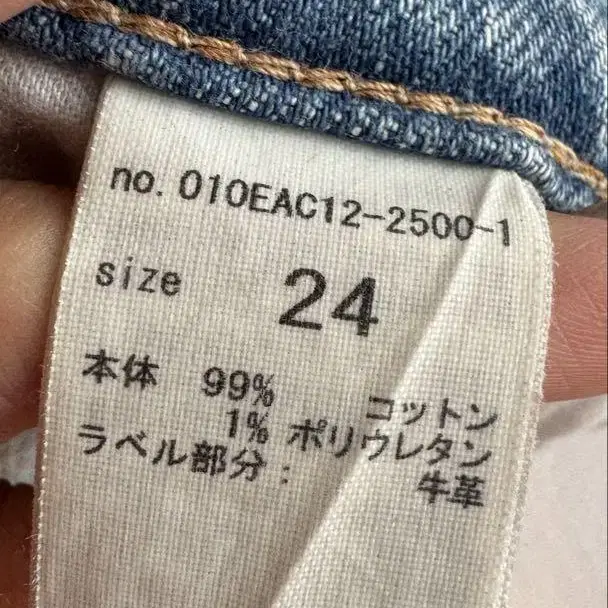 no. 010EAC12-2500-1
size 24
本体 99% コットン
1% ポリウレタン
ラベル部分: 牛革